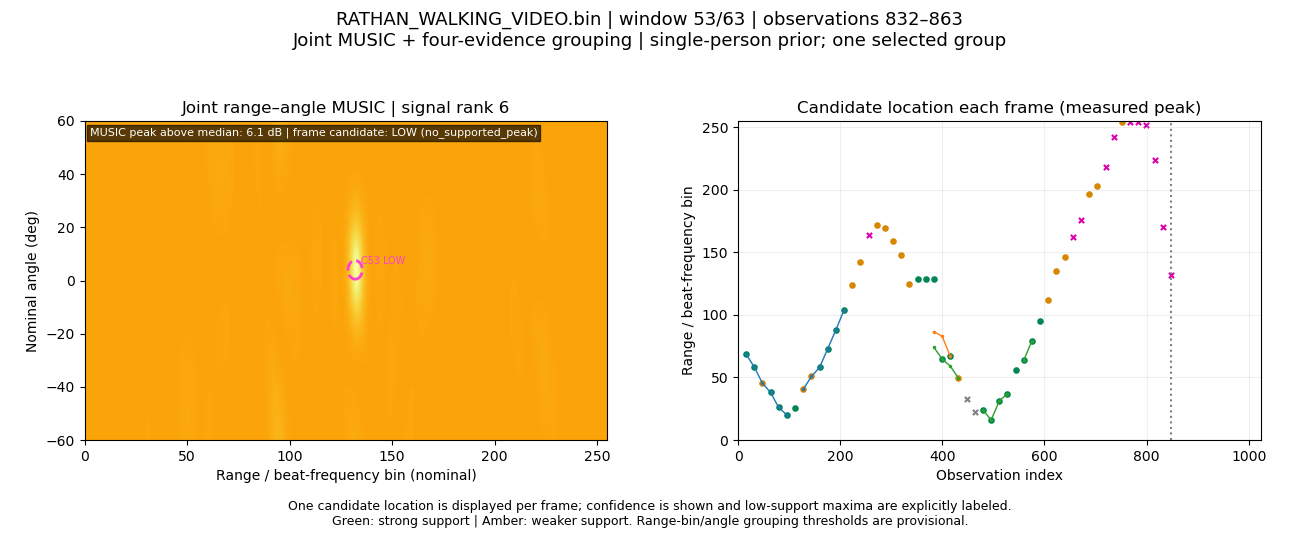 RATHAN_WALKING_VIDEO.bin | window 53/63 | observations 832–863
Joint MUSIC + four-evidence grouping | single-person prior; one selected group
Joint range–angle MUSIC | signal rank 6
MUSIC peak above median: 6.1 dB | frame candidate: LOW (no_supported_peak)
60
40
20
0
−20
−40
−60
Nominal angle (deg)
C53 LOW
0
50
100
150
200
250
Range / beat-frequency bin (nominal)
Candidate location each frame (measured peak)
250
200
150
100
50
0
Range / beat-frequency bin
0
200
400
600
800
1000
Observation index
One candidate location is displayed per frame; confidence is shown and low-support maxima are explicitly labeled.
Green: strong support | Amber: weaker support. Range-bin/angle grouping thresholds are provisional.